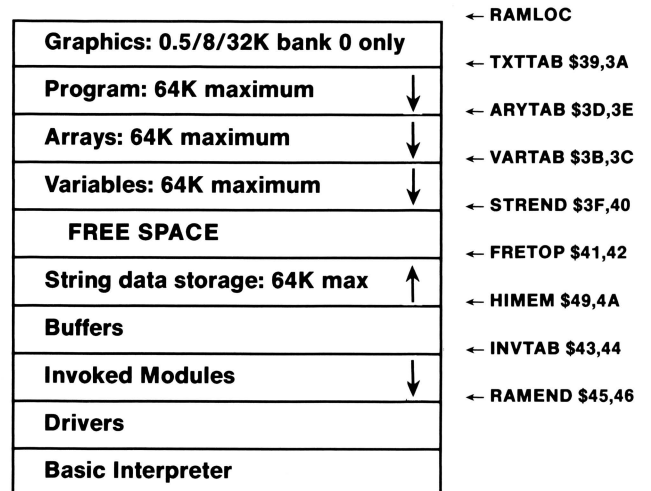 ← RAMLOC
Graphics: 0.5/8/32K bank 0 only
← TXTTAB $39,3A
Program: 64K maximum ↓
← ARYTAB $3D,3E
Arrays: 64K maximum ↓
← VARTAB $3B,3C
Variables: 64K maximum ↓
← STREND $3F,40
FREE SPACE
← FRETOP $41,42
String data storage: 64K max ↑
← HIMEM $49,4A
Buffers
← INVTAB $43,44
Invoked Modules ↓
← RAMEND $45,46
Drivers
Basic Interpreter